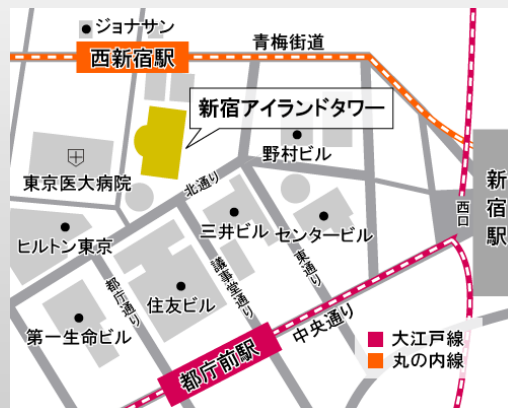 ジョナサン
青梅街道
西新宿駅
新宿アイランドタワー
野村ビル
東京医大病院
北通り
新宿駅
西口
ヒルトン東京
三井ビル
センタービル
都庁通り
議事堂通り
東通り
住友ビル
第一生命ビル
中央通り
都庁前駅
大江戸線
丸の内線